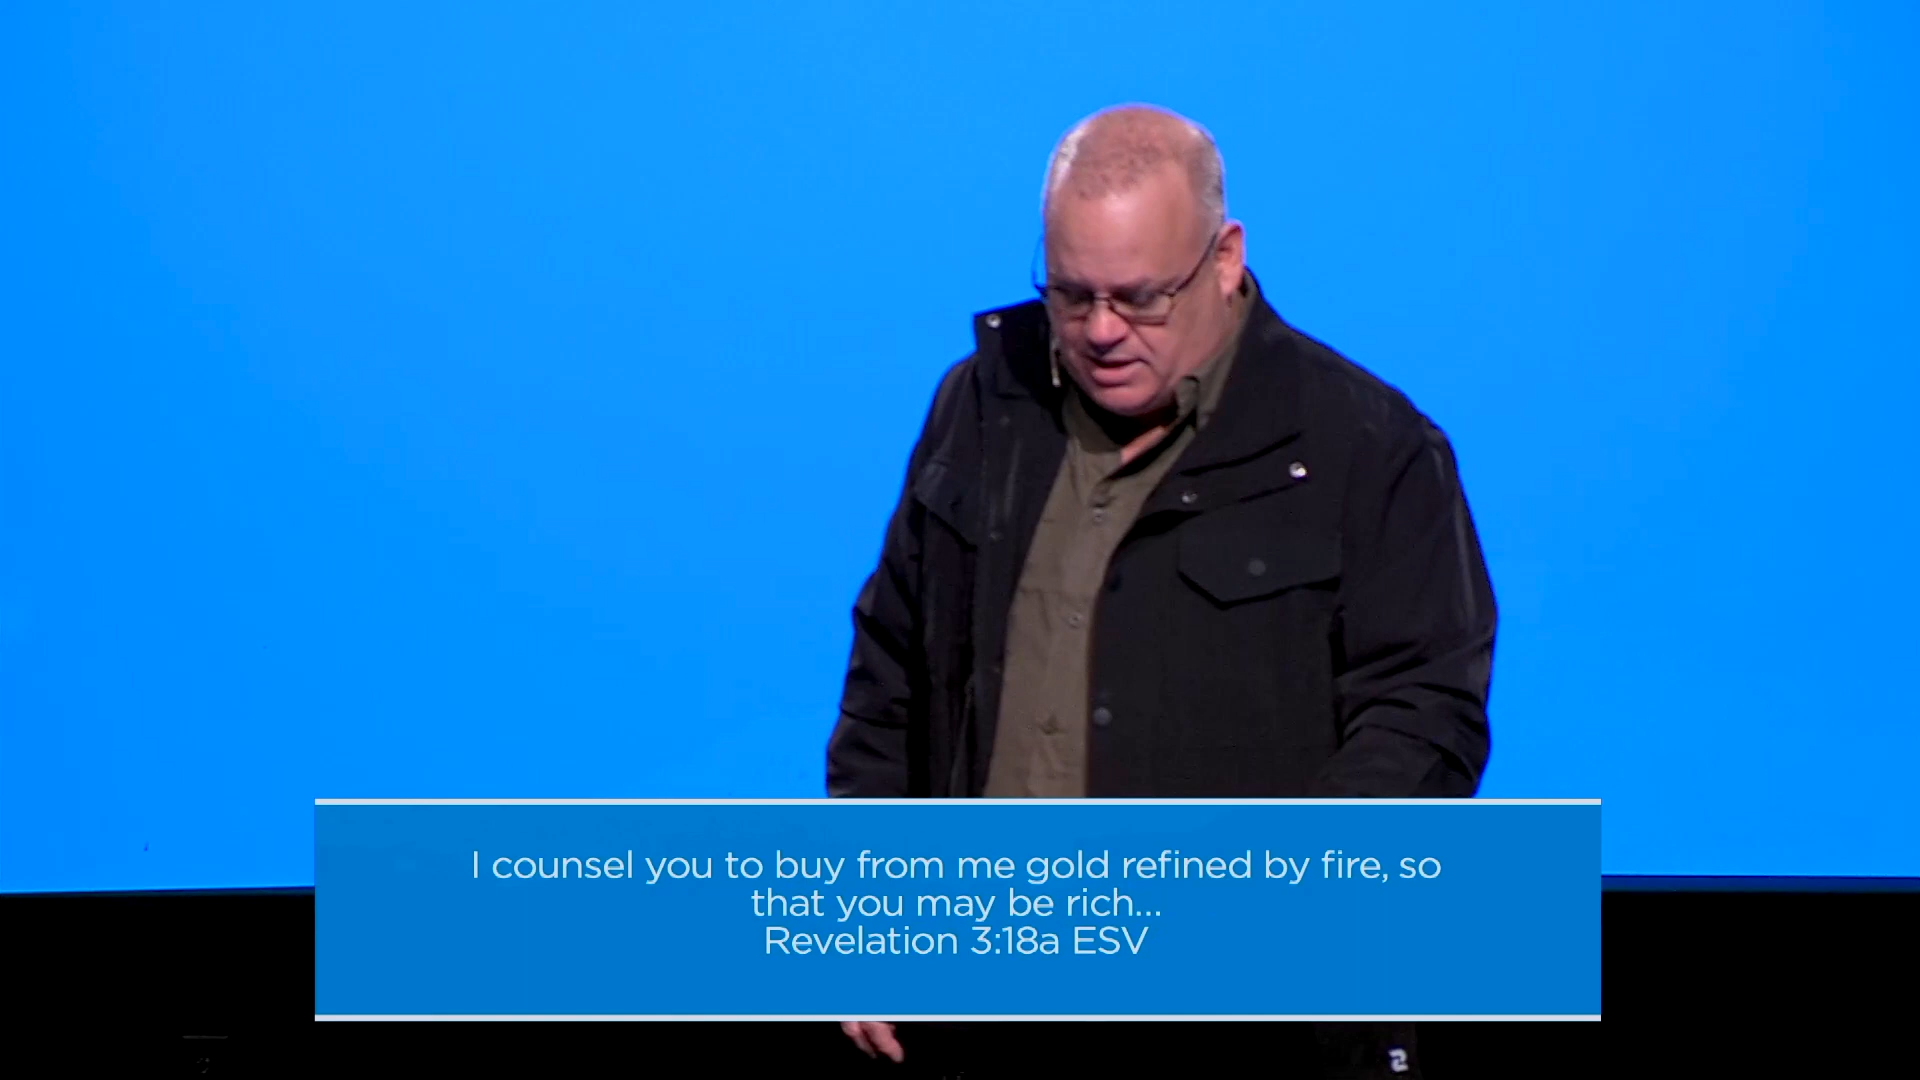 I counsel you to buy from me gold refined by fire, so
that you may be rich...
Revelation 3:18a ESV